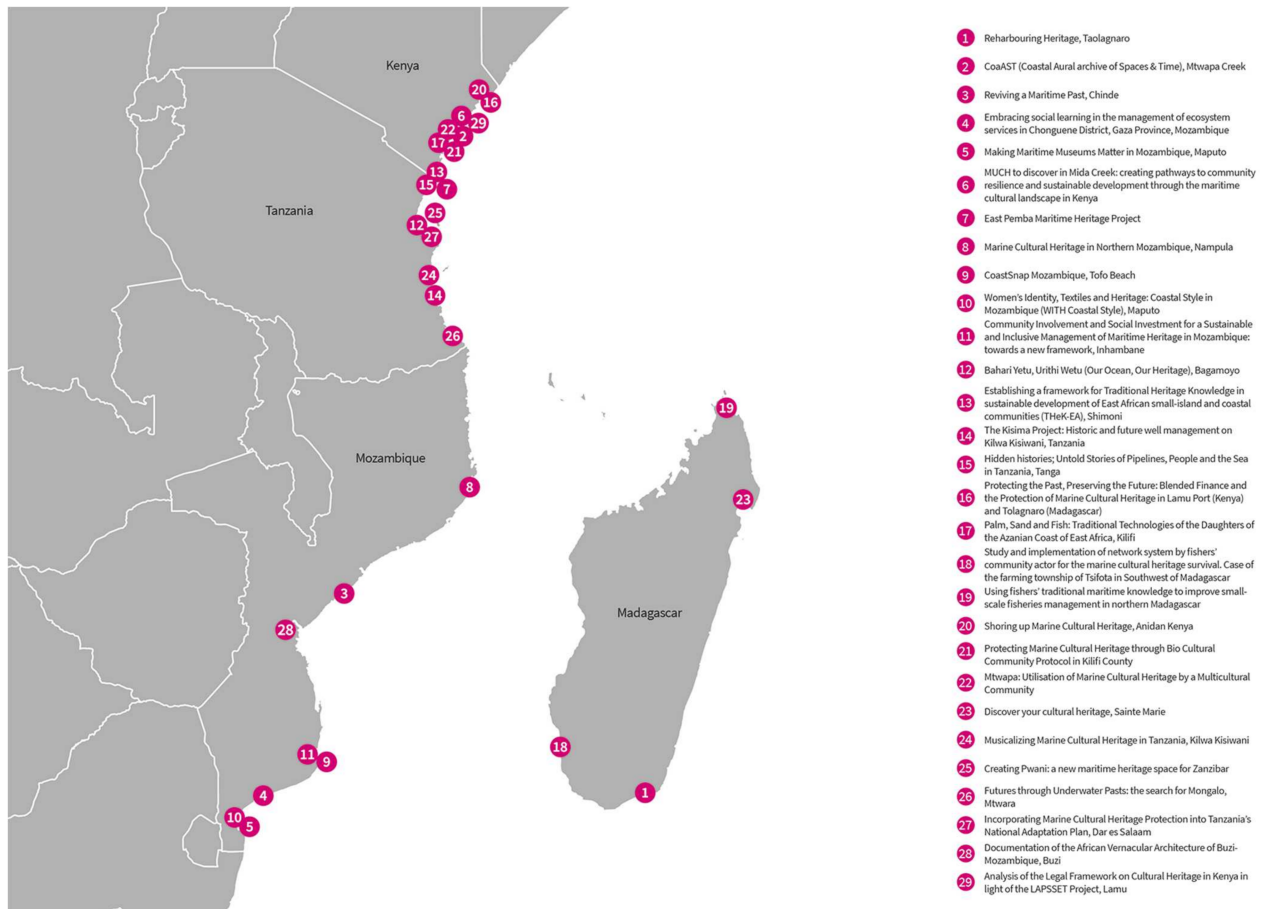 Kenya
Tanzania
Mozambique
Madagascar
20
16
6
29
22
2
17
21
13
15
7
25
12
27
24
14
26
8
3
28
11
9
4
10
5
19
23
18
1
1 Reharbouring Heritage, Taolagnaro
2 CoaAST (Coastal Aural archive of Spaces & Time), Mtwapa Creek
3 Reviving a Maritime Past, Chinde
4 Embracing social learning in the management of ecosystem
services in Chonguene District, Gaza Province, Mozambique
5 Making Maritime Museums Matter in Mozambique, Maputo
6 MUCH to discover in Mida Creek: creating pathways to community
resilience and sustainable development through the maritime
cultural landscape in Kenya
7 East Pemba Maritime Heritage Project
8 Marine Cultural Heritage in Northern Mozambique, Nampula
9 CoastSnap Mozambique, Tofo Beach
10 Women's Identity, Textiles and Heritage: Coastal Style in
Mozambique (WITH Coastal Style), Maputo
11 Community Involvement and Social Investment for a Sustainable
and Inclusive Management of Maritime Heritage in Mozambique:
towards a new framework, Inhambane
12 Bahari Yetu, Urithi Wetu (Our Ocean, Our Heritage), Bagamoyo
13 Establishing a framework for Traditional Heritage Knowledge in
sustainable development of East African small-island and coastal
communities (THeK-EA), Shimoni
14 The Kisima Project: Historic and future well management on
Kilwa Kisiwani, Tanzania
15 Hidden histories; Untold Stories of Pipelines, People and the Sea
in Tanzania, Tanga
16 Protecting the Past, Preserving the Future: Blended Finance and
the Protection of Marine Cultural Heritage in Lamu Port (Kenya)
and Tolagnaro (Madagascar)
17 Palm, Sand and Fish: Traditional Technologies of the Daughters of
the Azanian Coast of East Africa, Kilifi
18 Study and implementation of network system by fishers'
community actor for the marine cultural heritage survival. Case of
the farming township of Tsifota in Southwest of Madagascar
19 Using fishers' traditional maritime knowledge to improve small-
scale fisheries management in northern Madagascar
20 Shoring up Marine Cultural Heritage, Anidan Kenya
21 Protecting Marine Cultural Heritage through Bio Cultural
Community Protocol in Kilifi County
22 Mtwapa: Utilisation of Marine Cultural Heritage by a Multicultural
Community
23 Discover your cultural heritage, Sainte Marie
24 Musicalizing Marine Cultural Heritage in Tanzania, Kilwa Kisiwani
25 Creating Pwani: a new maritime heritage space for Zanzibar
26 Futures through Underwater Pasts: the search for Mongalo,
Mtwara
27 Incorporating Marine Cultural Heritage Protection into Tanzania's
National Adaptation Plan, Dar es Salaam
28 Documentation of the African Vernacular Architecture of Buzi-
Mozambique, Buzi
29 Analysis of the Legal Framework on Cultural Heritage in Kenya in
light of the LAPSSET Project, Lamu